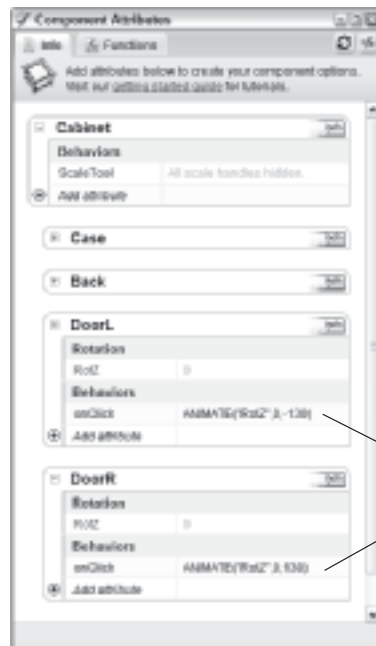 Component Attributes
Info Functions
Add attributes below to create your component options.
Visit our getting started guide for tutorials.
Cabinet
Behaviors
ScaleTool All scale handles hidden.
Add attribute
Case
Back
DoorL
Rotation
RotZ 0
Behaviors
onClick ANIMATE("RotZ",0,-130)
Add attribute
DoorR
Rotation
RotZ 0
Behaviors
onClick ANIMATE("RotZ",0,130)
Add attribute